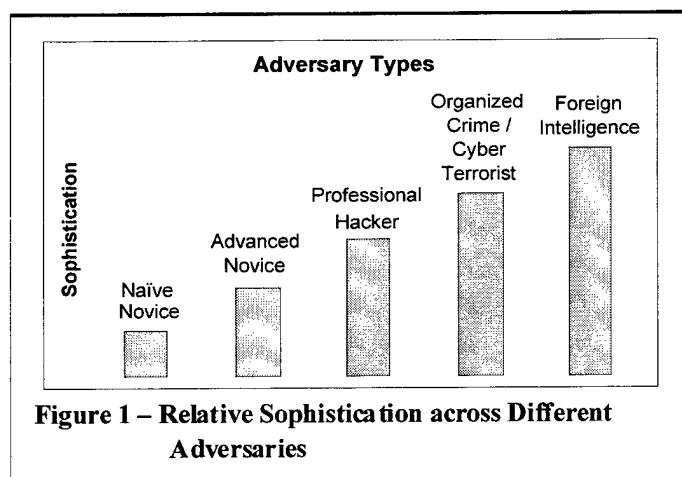 Adversary Types
Sophistication
Naïve
Novice
Advanced
Novice
Professional
Hacker
Organized
Crime /
Cyber
Terrorist
Foreign
Intelligence
Figure 1 – Relative Sophistication across Different
Adversaries